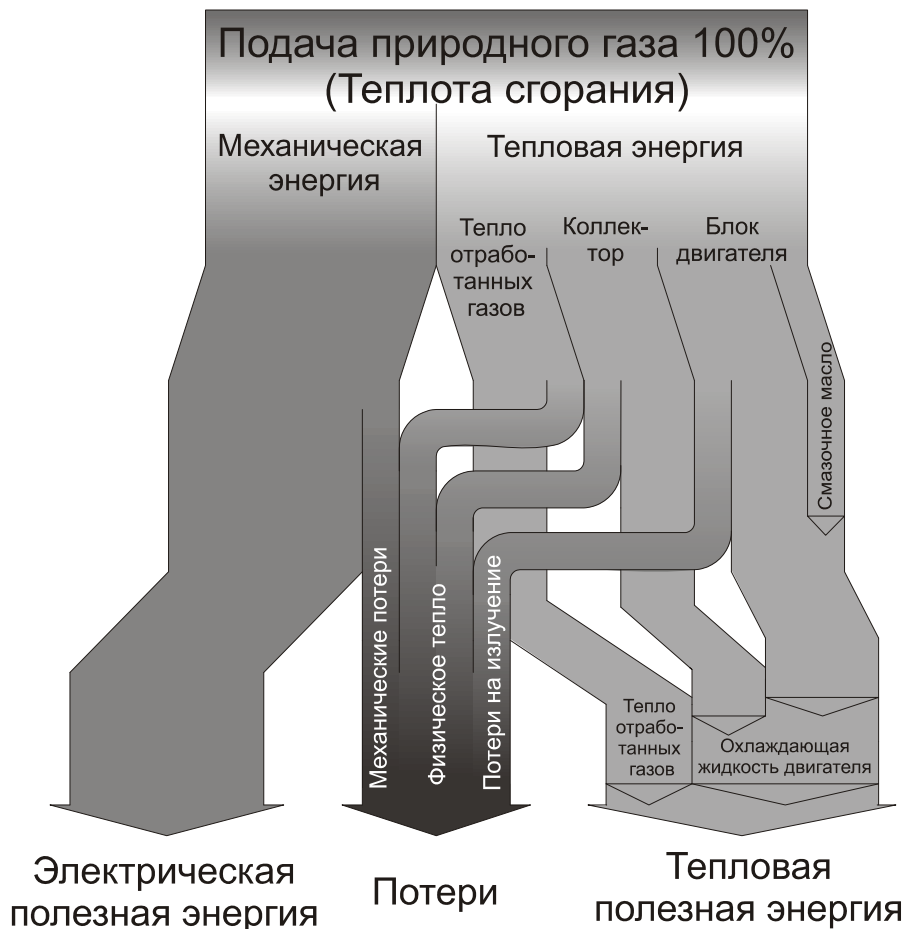 Подача природного газа 100%
(Теплота сгорания)
Механическая
энергия
Тепловая энергия
Тепло
отрабо-
танных
газов
Коллек-
тор
Блок
двигателя
Смазочное масло
Механические потери
Физическое тепло
Потери на излучение
Тепло
отрабо-
танных
газов
Охлаждающая
жидкость двигателя
Электрическая
полезная энергия
Потери
Тепловая
полезная энергия